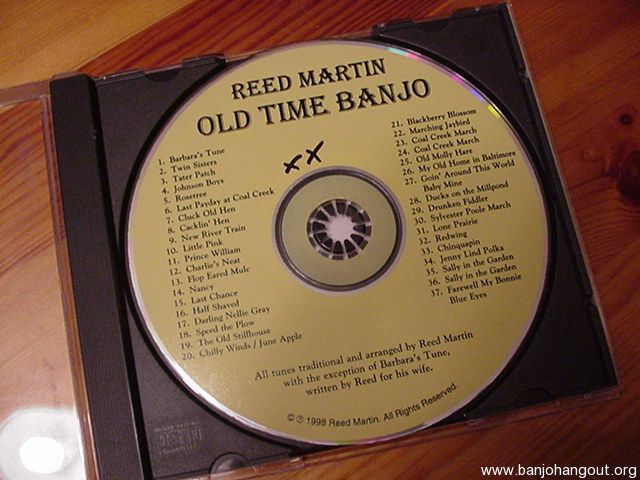 REED MARTIN
OLD TIME BANJO
xx
1. Barbara's Tune
2. Twin Sisters
3. Tater Patch
4. Johnson Boys
5. Rosetree
6. Last Payday at Coal Creek
7. Cluck Old Hen
8. Cacklin' Hen
9. New River Train
10. Little Pink
11. Prince William
12. Charlie's Neat
13. Flop Eared Mule
14. Nancy
15. Last Chance
16. Half Shaved
17. Darling Nellie Gray
18. Speed the Plow
19. The Old Stillhouse
20. Chilly Winds / June Apple
21. Blackberry Blossom
22. Marching Jaybird
23. Coal Creek March
24. Coal Creek March
25. Old Molly Hare
26. My Old Home in Baltimore
27. Goin' Around This World
Baby Mine
28. Ducks on the Millpond
29. Drunken Fiddler
30. Sylvester Poole March
31. Lone Prairie
32. Redwing
33. Chinquapin
34. Jenny Lind Polka
35. Sally in the Garden
36. Sally in the Garden
37. Farewell My Bonnie
Blue Eyes
All tunes traditional and arranged by Reed Martin
with the exception of Barbara's Tune,
written by Reed for his wife.
© ℗ 1998 Reed Martin. All Rights Reserved.
www.banjohangout.org